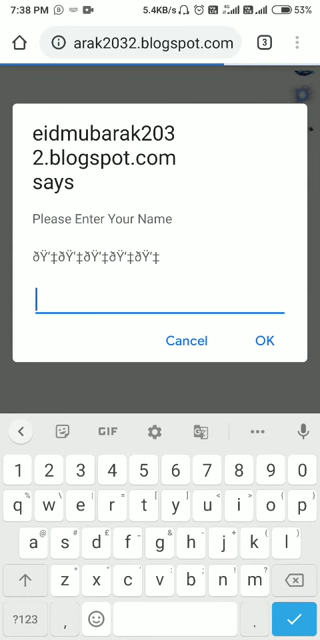 7:38 PM 5.4KB/s 53%
arak2032.blogspot.com 3
eidmubarak203
2.blogspot.com
says
Please Enter Your Name
ðŸ‘‡ðŸ‘‡ðŸ‘‡ðŸ‘‡ðŸ‘‡
Cancel OK
GIF
1 2 3 4 5 6 7 8 9 0
q w e r t y u i o p
a s d f g h j k l
z x c v b n m
?123 , .